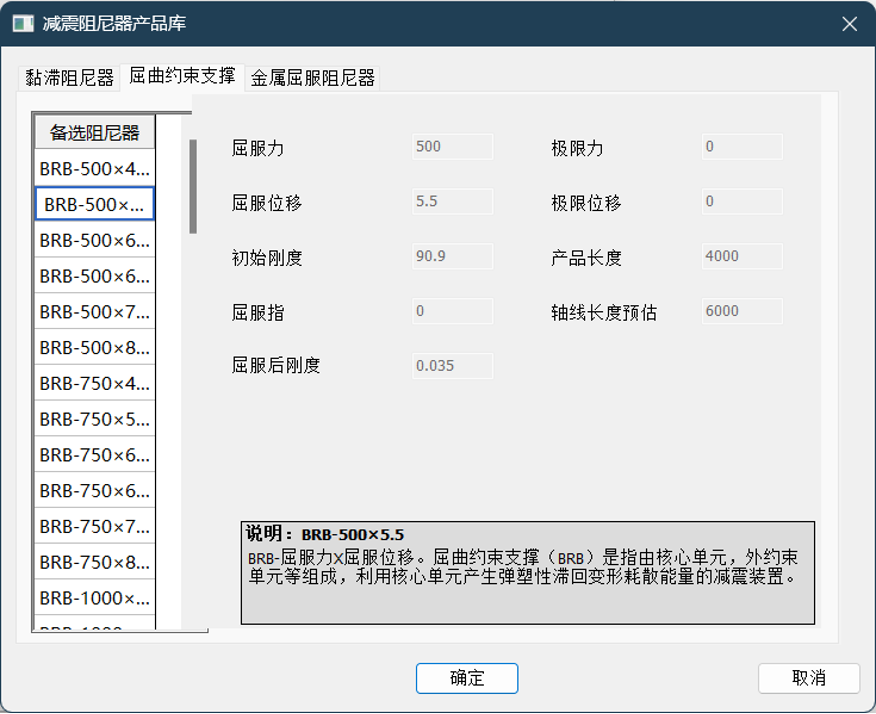 减震阻尼器产品库
黏滞阻尼器 屈曲约束支撑 金属屈服阻尼器
备选阻尼器
BRB-500×4...
BRB-500×...
BRB-500×6...
BRB-500×6...
BRB-500×7...
BRB-500×8...
BRB-750×4...
BRB-750×5...
BRB-750×6...
BRB-750×6...
BRB-750×7...
BRB-750×8...
BRB-1000×...
屈服力 500 极限力 0
屈服位移 5.5 极限位移 0
初始刚度 90.9 产品长度 4000
屈服指 0 轴线长度预估 6000
屈服后刚度 0.035
说明：BRB-500×5.5
BRB-屈服力X屈服位移。屈曲约束支撑（BRB）是指由核心单元，外约束
单元等组成，利用核心单元产生弹塑性滞回变形耗散能量的减震装置。
确定 取消